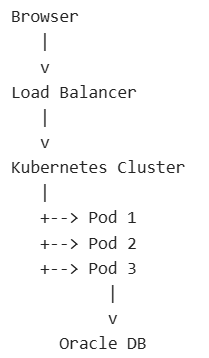 Browser
|
v
Load Balancer
|
v
Kubernetes Cluster
|
+--> Pod 1
+--> Pod 2
+--> Pod 3
|
v
Oracle DB